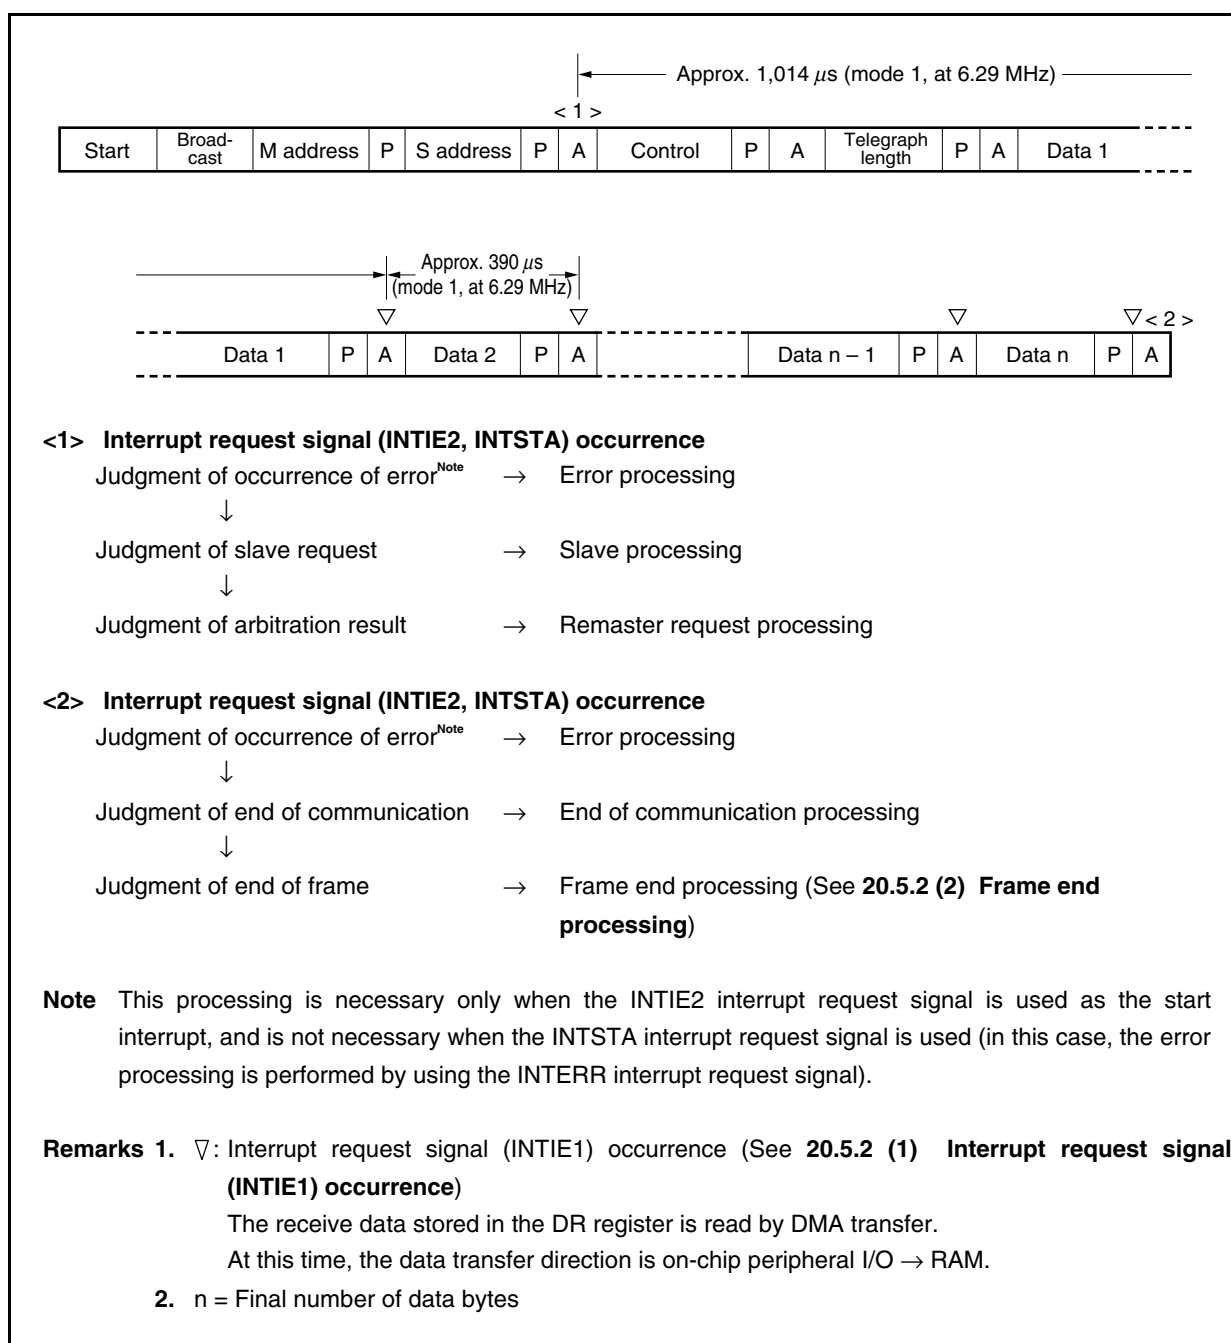 Approx. 1,014 μs (mode 1, at 6.29 MHz)
< 1 >
Start Broad-cast M address P S address P A Control P A Telegraph length P A Data 1
Approx. 390 μs
(mode 1, at 6.29 MHz)
▽ ▽ ▽ ▽ < 2 >
Data 1 P A Data 2 P A Data n – 1 P A Data n P A
<1> Interrupt request signal (INTIE2, INTSTA) occurrence
Judgment of occurrence of errorNote → Error processing
↓
Judgment of slave request → Slave processing
↓
Judgment of arbitration result → Remaster request processing
<2> Interrupt request signal (INTIE2, INTSTA) occurrence
Judgment of occurrence of errorNote → Error processing
↓
Judgment of end of communication → End of communication processing
↓
Judgment of end of frame → Frame end processing (See 20.5.2 (2) Frame end
processing)
Note This processing is necessary only when the INTIE2 interrupt request signal is used as the start
interrupt, and is not necessary when the INTSTA interrupt request signal is used (in this case, the error
processing is performed by using the INTERR interrupt request signal).
Remarks 1. ▽: Interrupt request signal (INTIE1) occurrence (See 20.5.2 (1) Interrupt request signal
(INTIE1) occurrence)
The receive data stored in the DR register is read by DMA transfer.
At this time, the data transfer direction is on-chip peripheral I/O → RAM.
2. n = Final number of data bytes